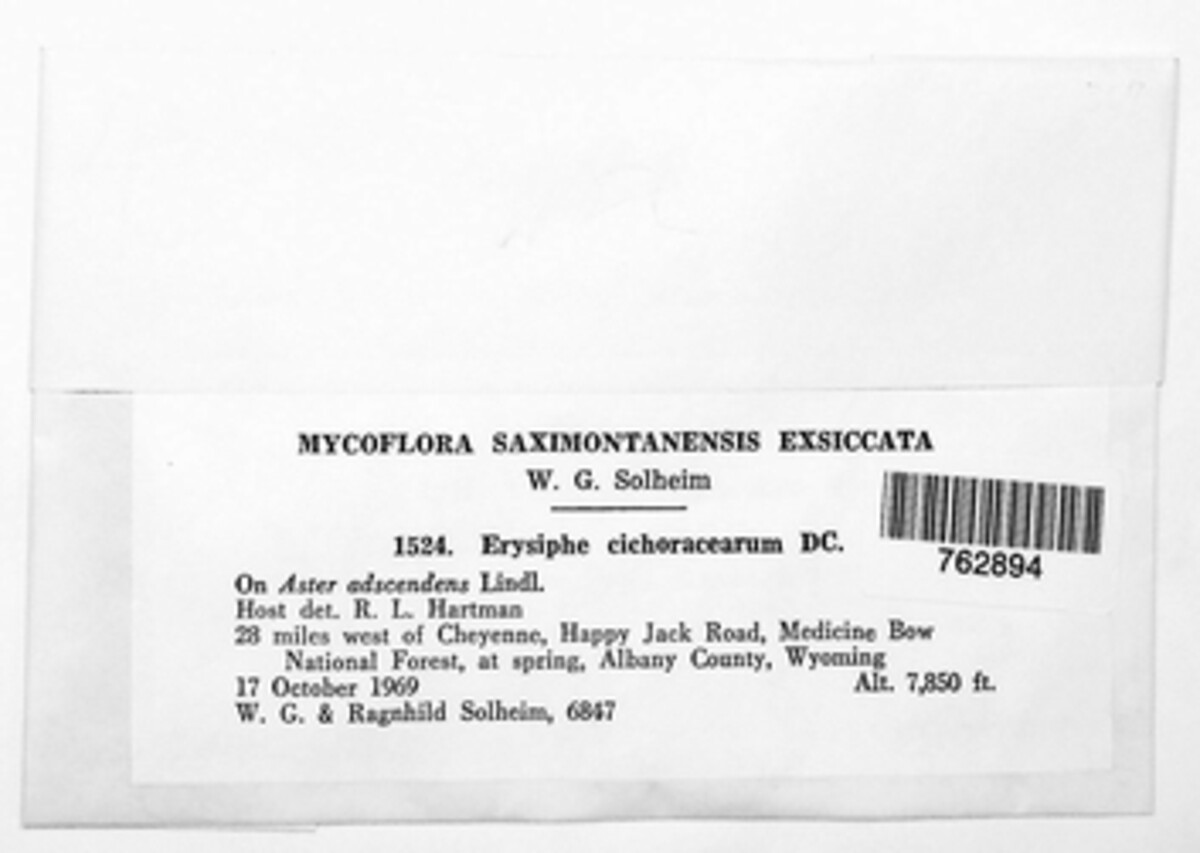 MYCOFLORA SAXIMONTANENSIS EXSICCATA
W. G. Solheim
1524. Erysiphe cichoracearum DC.
762894
On Aster adscendens Lindl.
Host det. R. L. Hartman
28 miles west of Cheyenne, Happy Jack Road, Medicine Bow
National Forest, at spring, Albany County, Wyoming
17 October 1969 Alt. 7,850 ft.
W. G. & Ragnhild Solheim, 6847